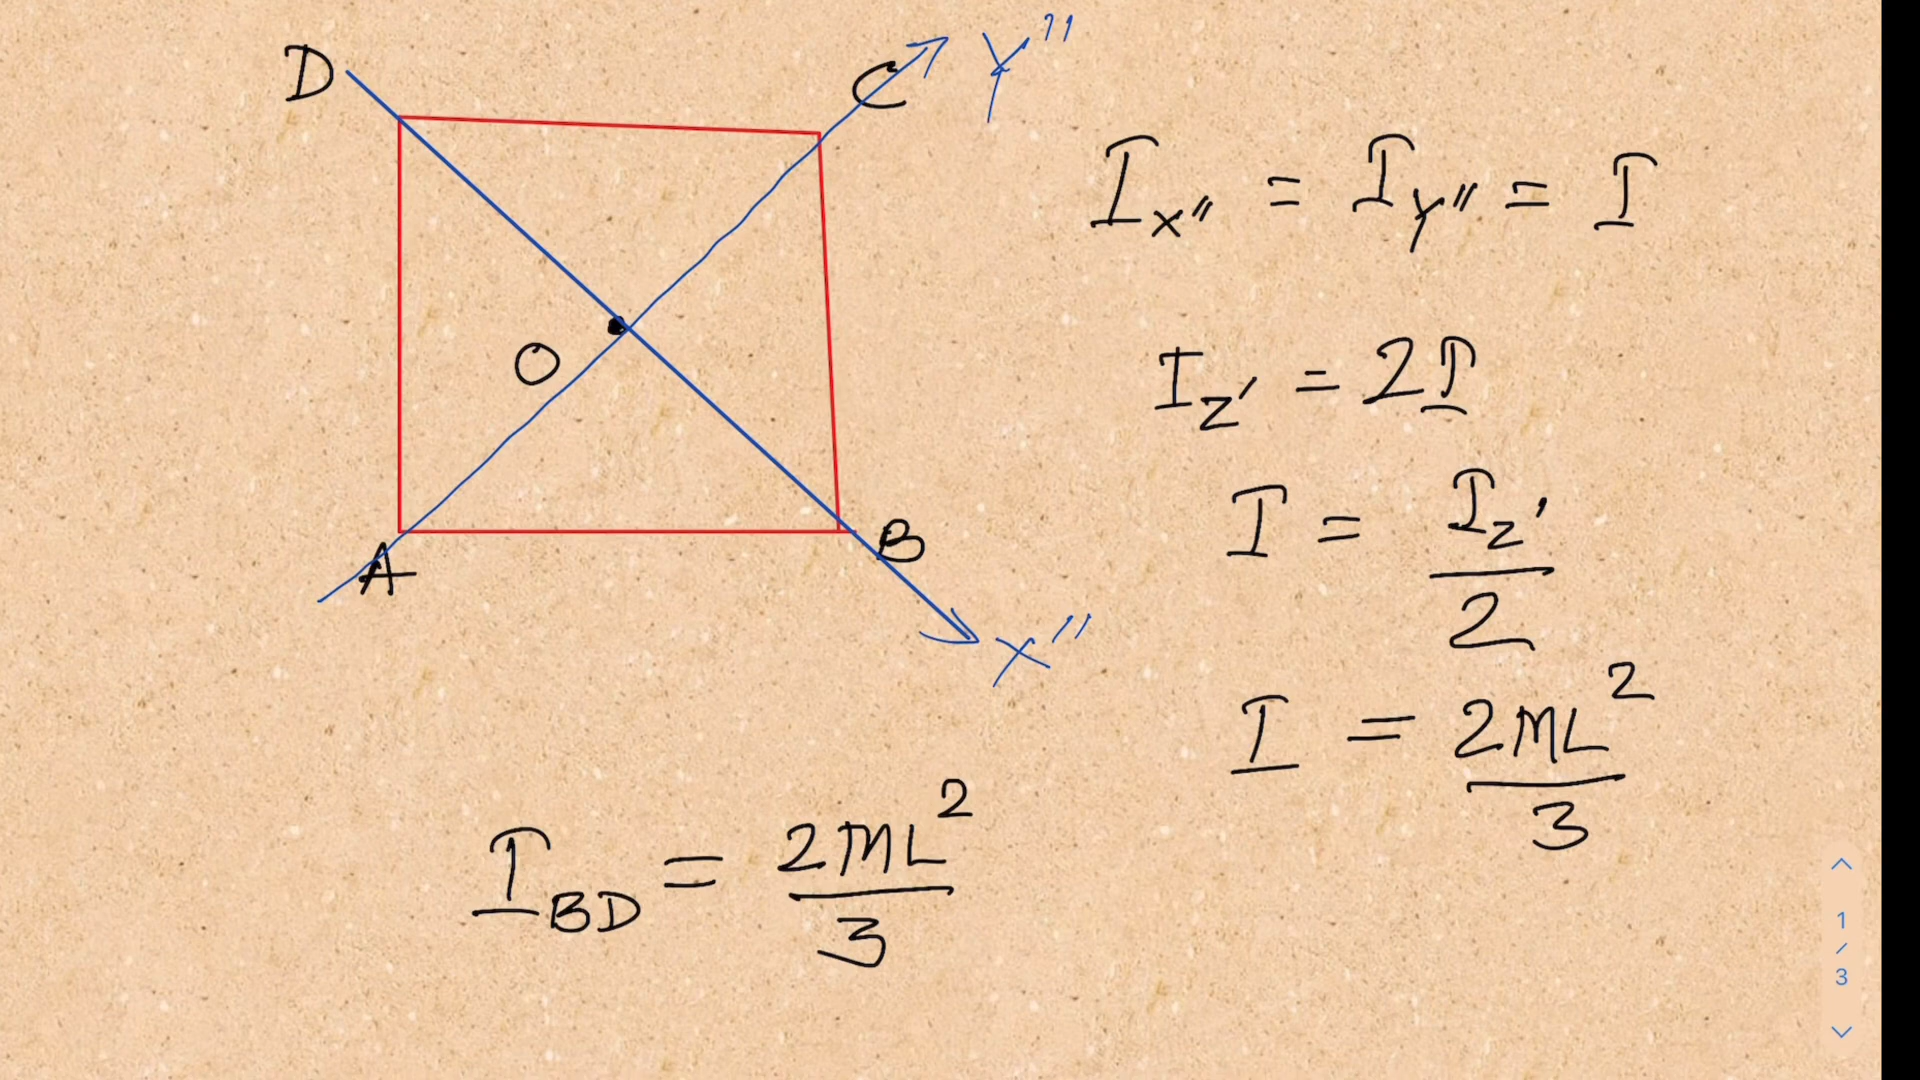 D
C
Y″
O
A
B
X″
I_X″ = I_Y″ = I
I_Z′ = 2I
I = I_Z′ / 2
I = 2ML² / 3
I_BD = 2ML² / 3
1
/
3